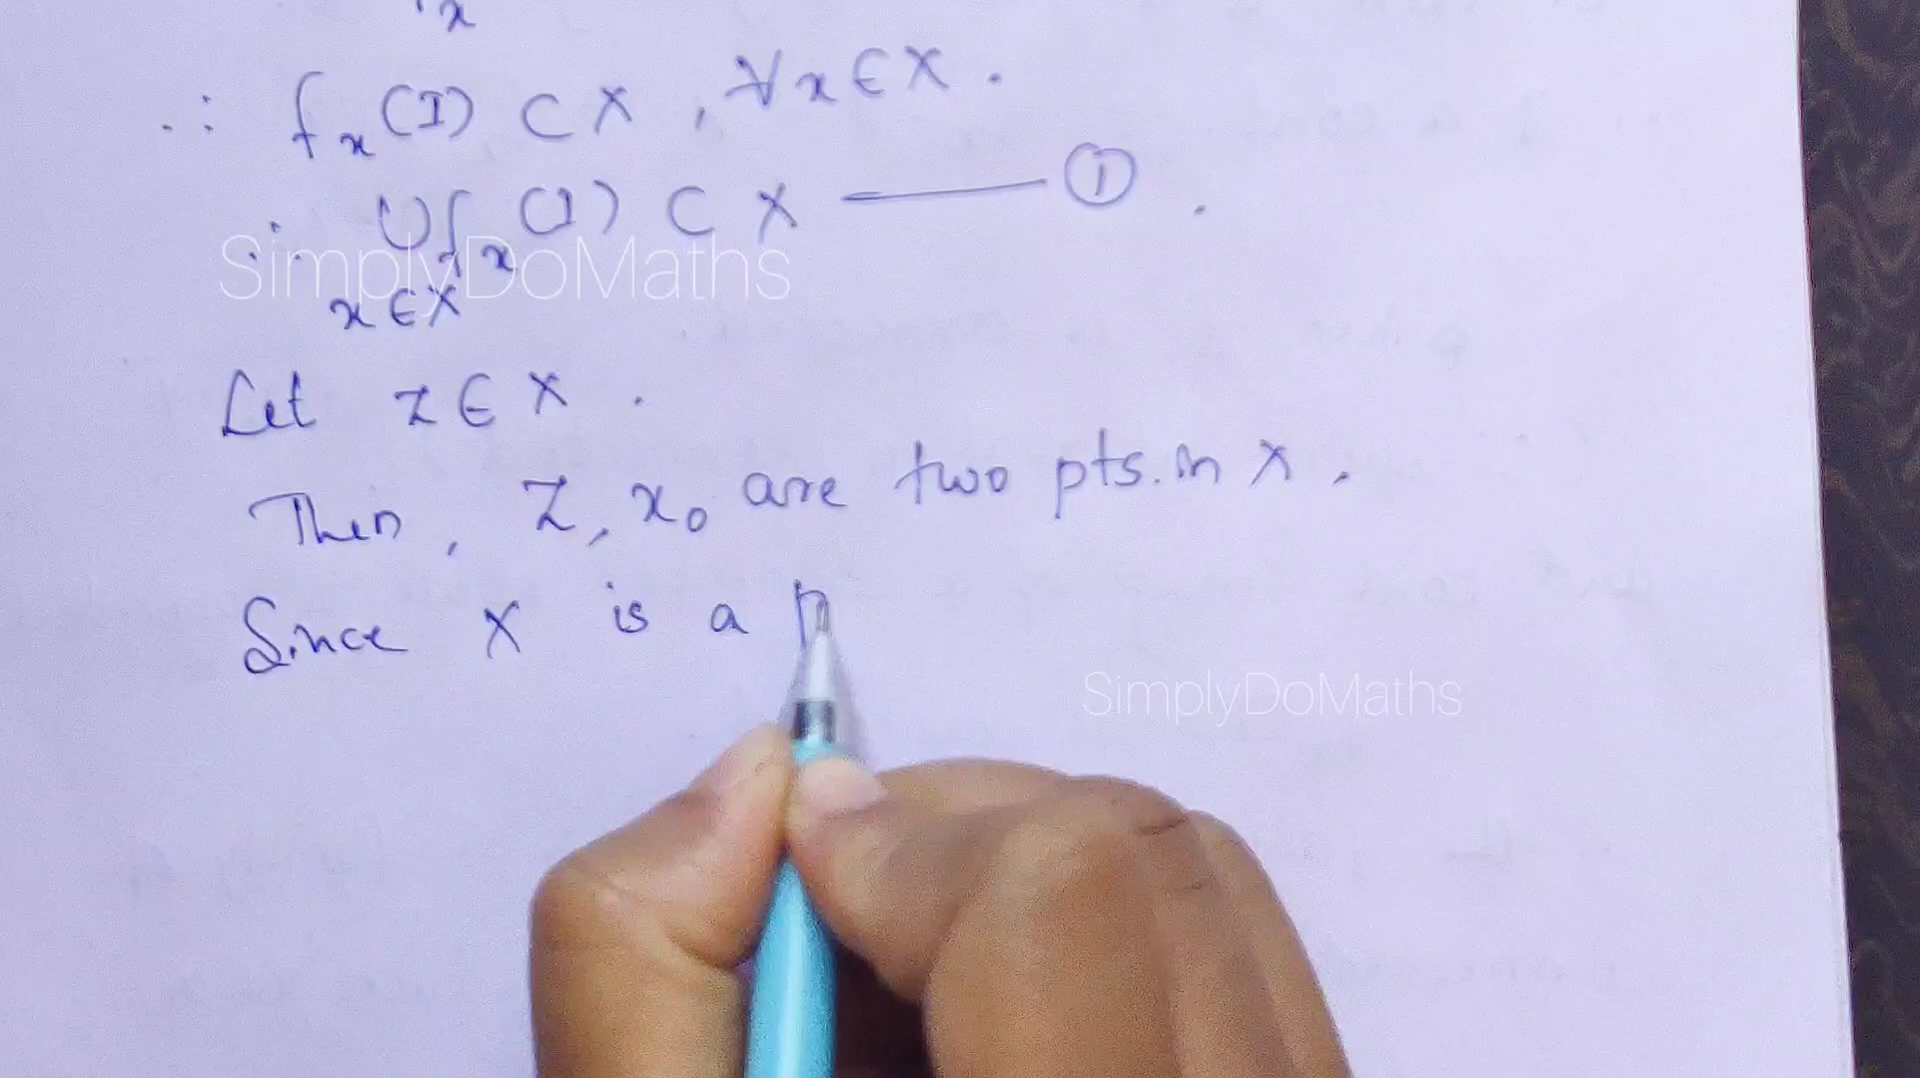 x
∴ f_x (I) ⊂ X , ∀ x ∈ X .
∴ ∪ f_x (I) ⊂ X —— ① .
x ∈ X
SimplyDoMaths
Let z ∈ X .
Then , z, x₀ are two pts. in X .
Since X is a p
SimplyDoMaths